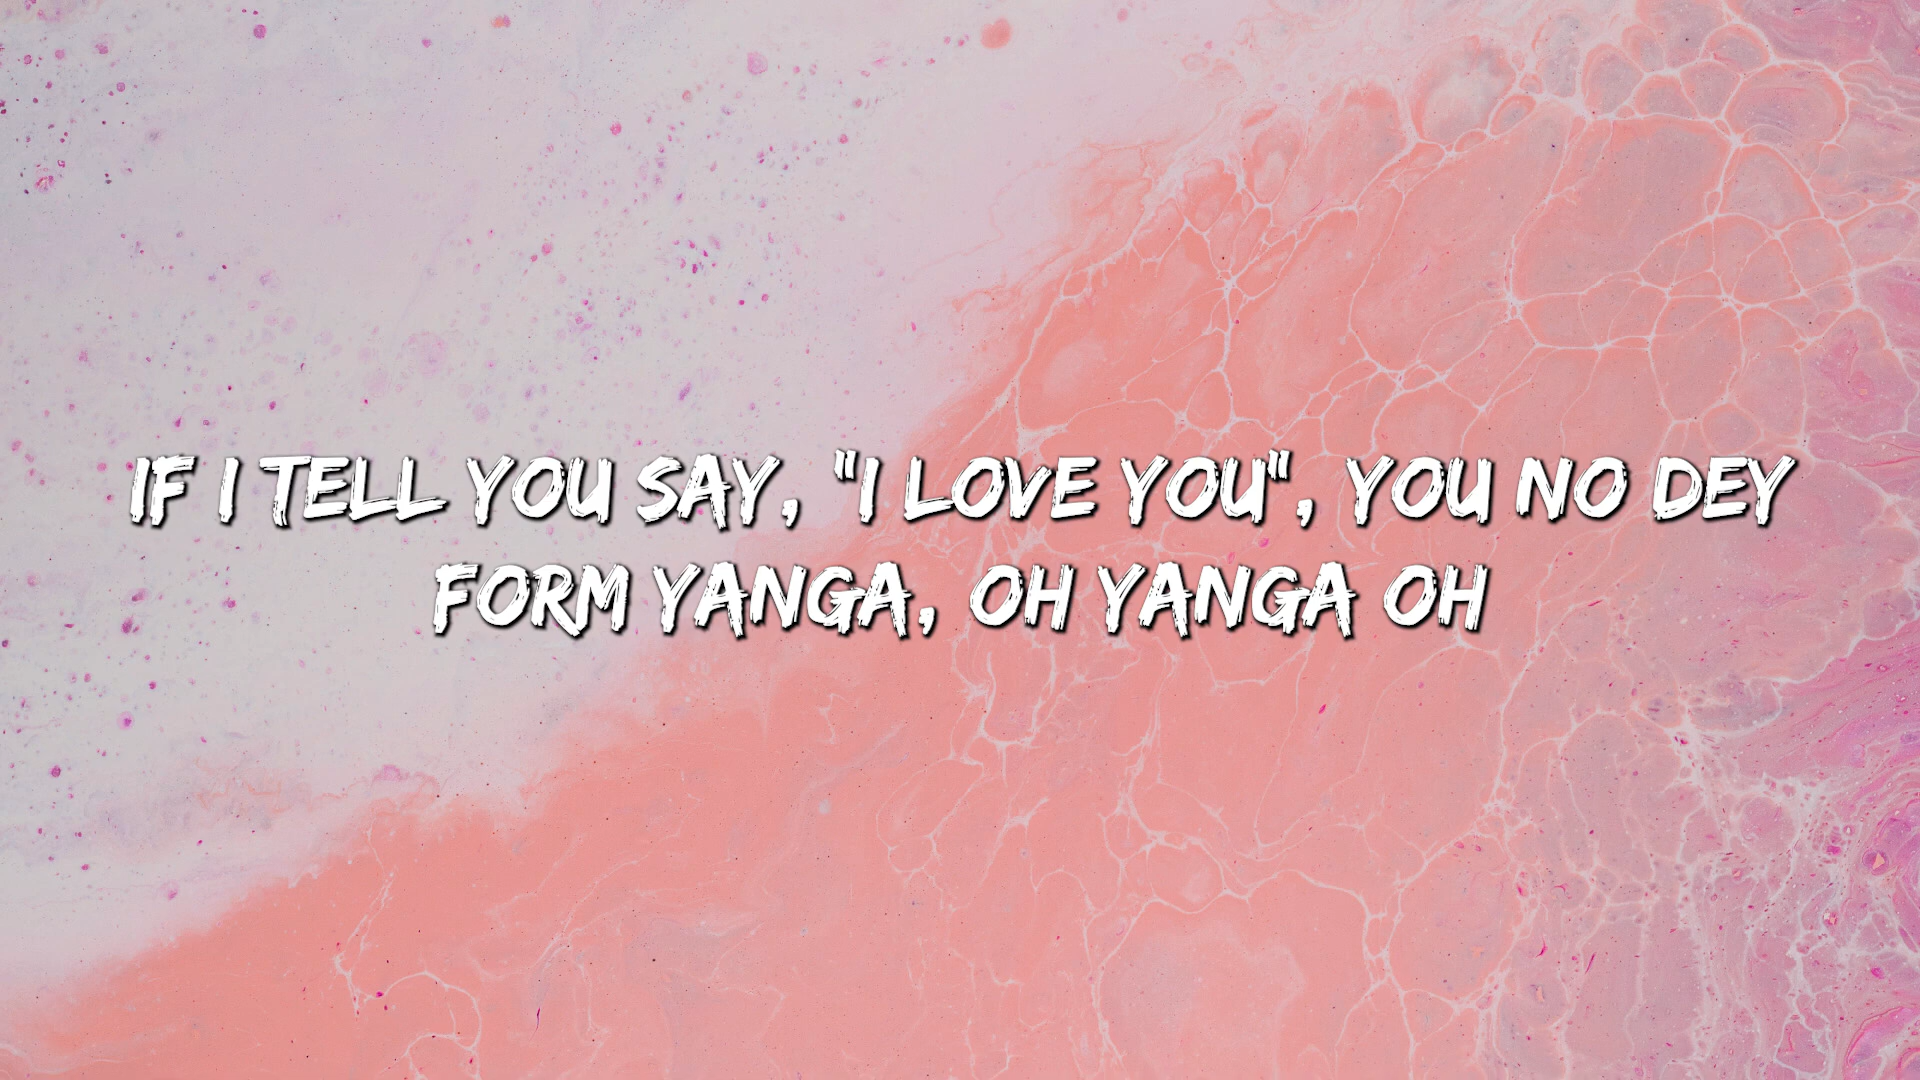 IF I TELL YOU SAY, "I LOVE YOU", YOU NO DEY
FORM YANGA, OH YANGA OH